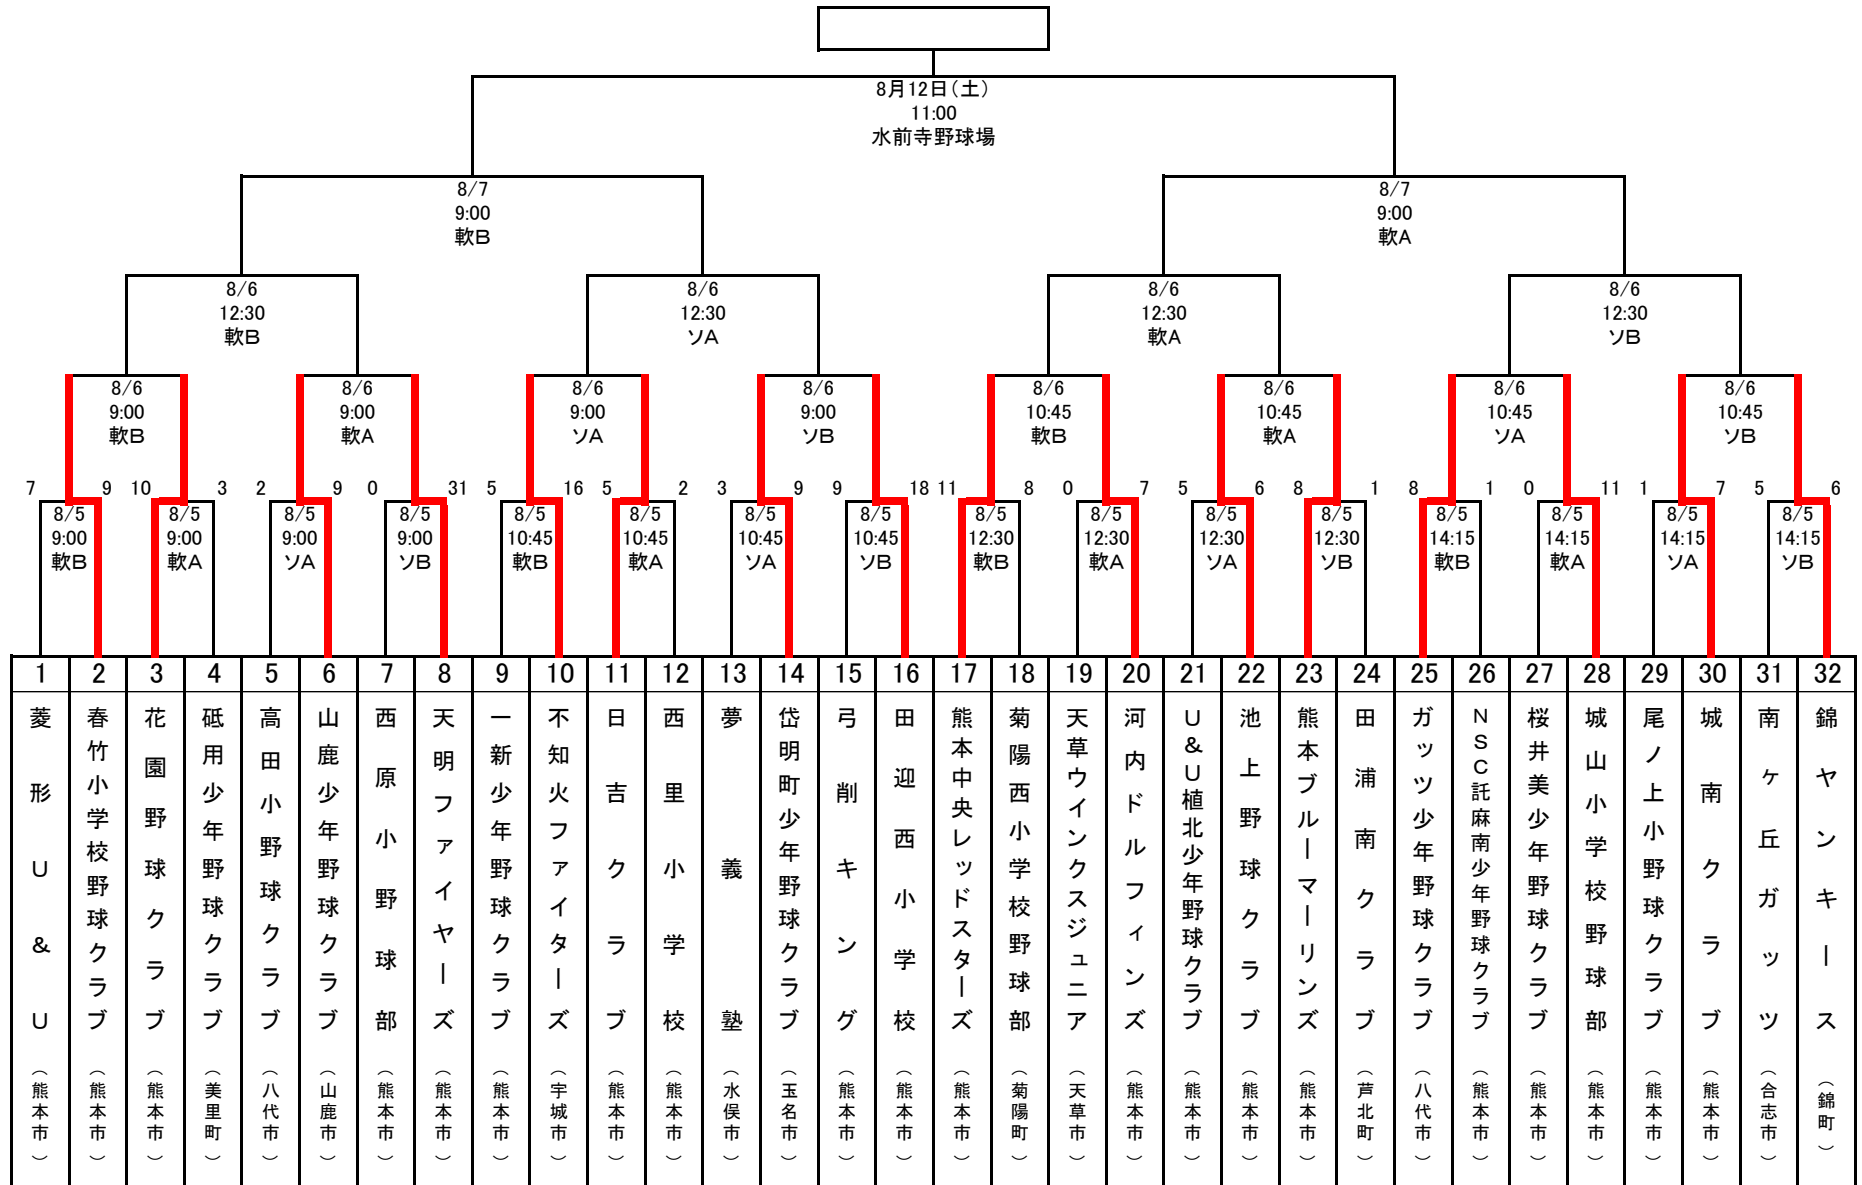 8月12日(土)
11:00
水前寺野球場
8/7 8/7
9:00 9:00
軟B 軟A
8/6 8/6 8/6 8/6
12:30 12:30 12:30 12:30
軟B ソA 軟A ソB
8/6 8/6 8/6 8/6 8/6 8/6 8/6 8/6
9:00 9:00 9:00 9:00 10:45 10:45 10:45 10:45
軟B 軟A ソA ソB 軟B 軟A ソA ソB
7 9 10 3 2 9 0 31 5 16 5 2 3 9 9 18 11 8 0 7 5 6 8 1 8 1 0 11 1 7 5 6
8/5 8/5 8/5 8/5 8/5 8/5 8/5 8/5 8/5 8/5 8/5 8/5 8/5 8/5 8/5 8/5
9:00 9:00 9:00 9:00 10:45 10:45 10:45 10:45 12:30 12:30 12:30 12:30 14:15 14:15 14:15 14:15
軟B 軟A ソA ソB 軟B 軟A ソA ソB 軟B 軟A ソA ソB 軟B 軟A ソA ソB
1 2 3 4 5 6 7 8 9 10 11 12 13 14 15 16 17 18 19 20 21 22 23 24 25 26 27 28 29 30 31 32
菱形U&U(熊本市)
春竹小学校野球クラブ(熊本市)
花園野球クラブ(熊本市)
砥用少年野球クラブ(美里町)
高田小野球クラブ(八代市)
山鹿少年野球クラブ(山鹿市)
西原小野球部(熊本市)
天明ファイヤーズ(熊本市)
一新少年野球クラブ(熊本市)
不知火ファイターズ(宇城市)
日吉クラブ(熊本市)
西里小学校(熊本市)
夢義塾(水俣市)
岱明町少年野球クラブ(玉名市)
弓削キング(熊本市)
田迎西小学校(熊本市)
熊本中央レッドスターズ(熊本市)
菊陽西小学校野球部(菊陽町)
天草ウインクスジュニア(天草市)
河内ドルフィンズ(熊本市)
U&U植北少年野球クラブ(熊本市)
池上野球クラブ(熊本市)
熊本ブルーマーリンズ(熊本市)
田浦南クラブ(芦北町)
ガッツ少年野球クラブ(八代市)
NSC託麻南少年野球クラブ(熊本市)
桜井美少年野球クラブ(熊本市)
城山小学校野球部(熊本市)
尾ノ上小野球クラブ(熊本市)
城南クラブ(熊本市)
南ヶ丘ガッツ(合志市)
錦ヤンキース(錦町)